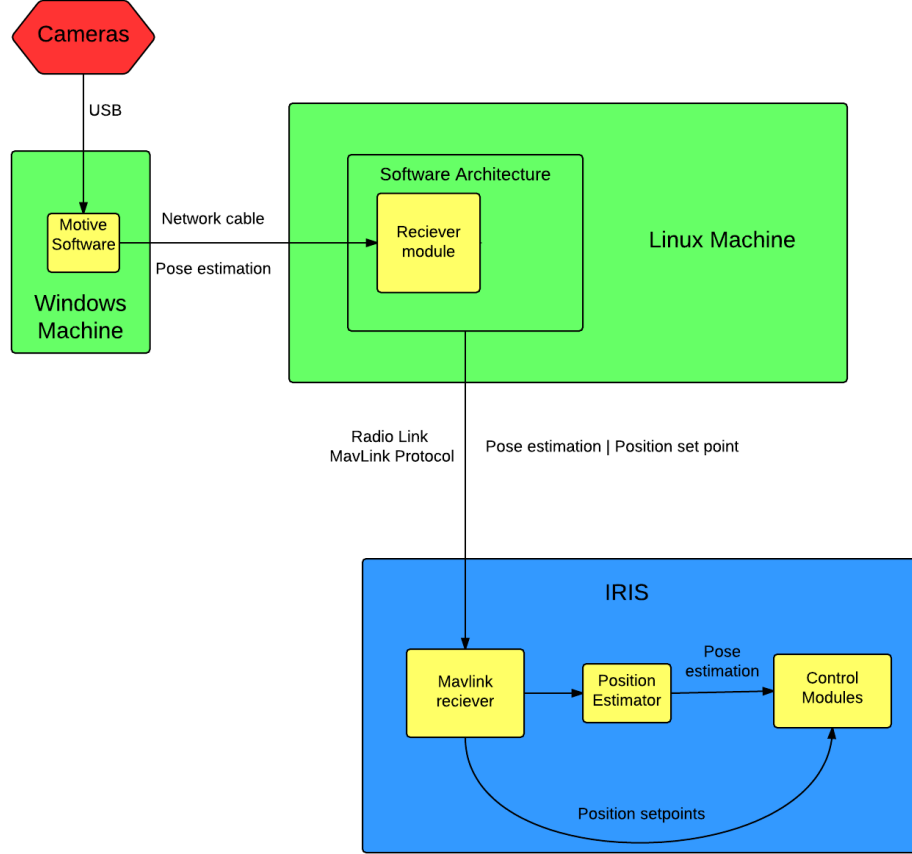 Cameras
USB
Motive
Software
Windows
Machine
Network cable
Pose estimation
Software Architecture
Reciever
module
Linux Machine
Radio Link
MavLink Protocol
Pose estimation | Position set point
IRIS
Mavlink
reciever
Position
Estimator
Pose
estimation
Control
Modules
Position setpoints